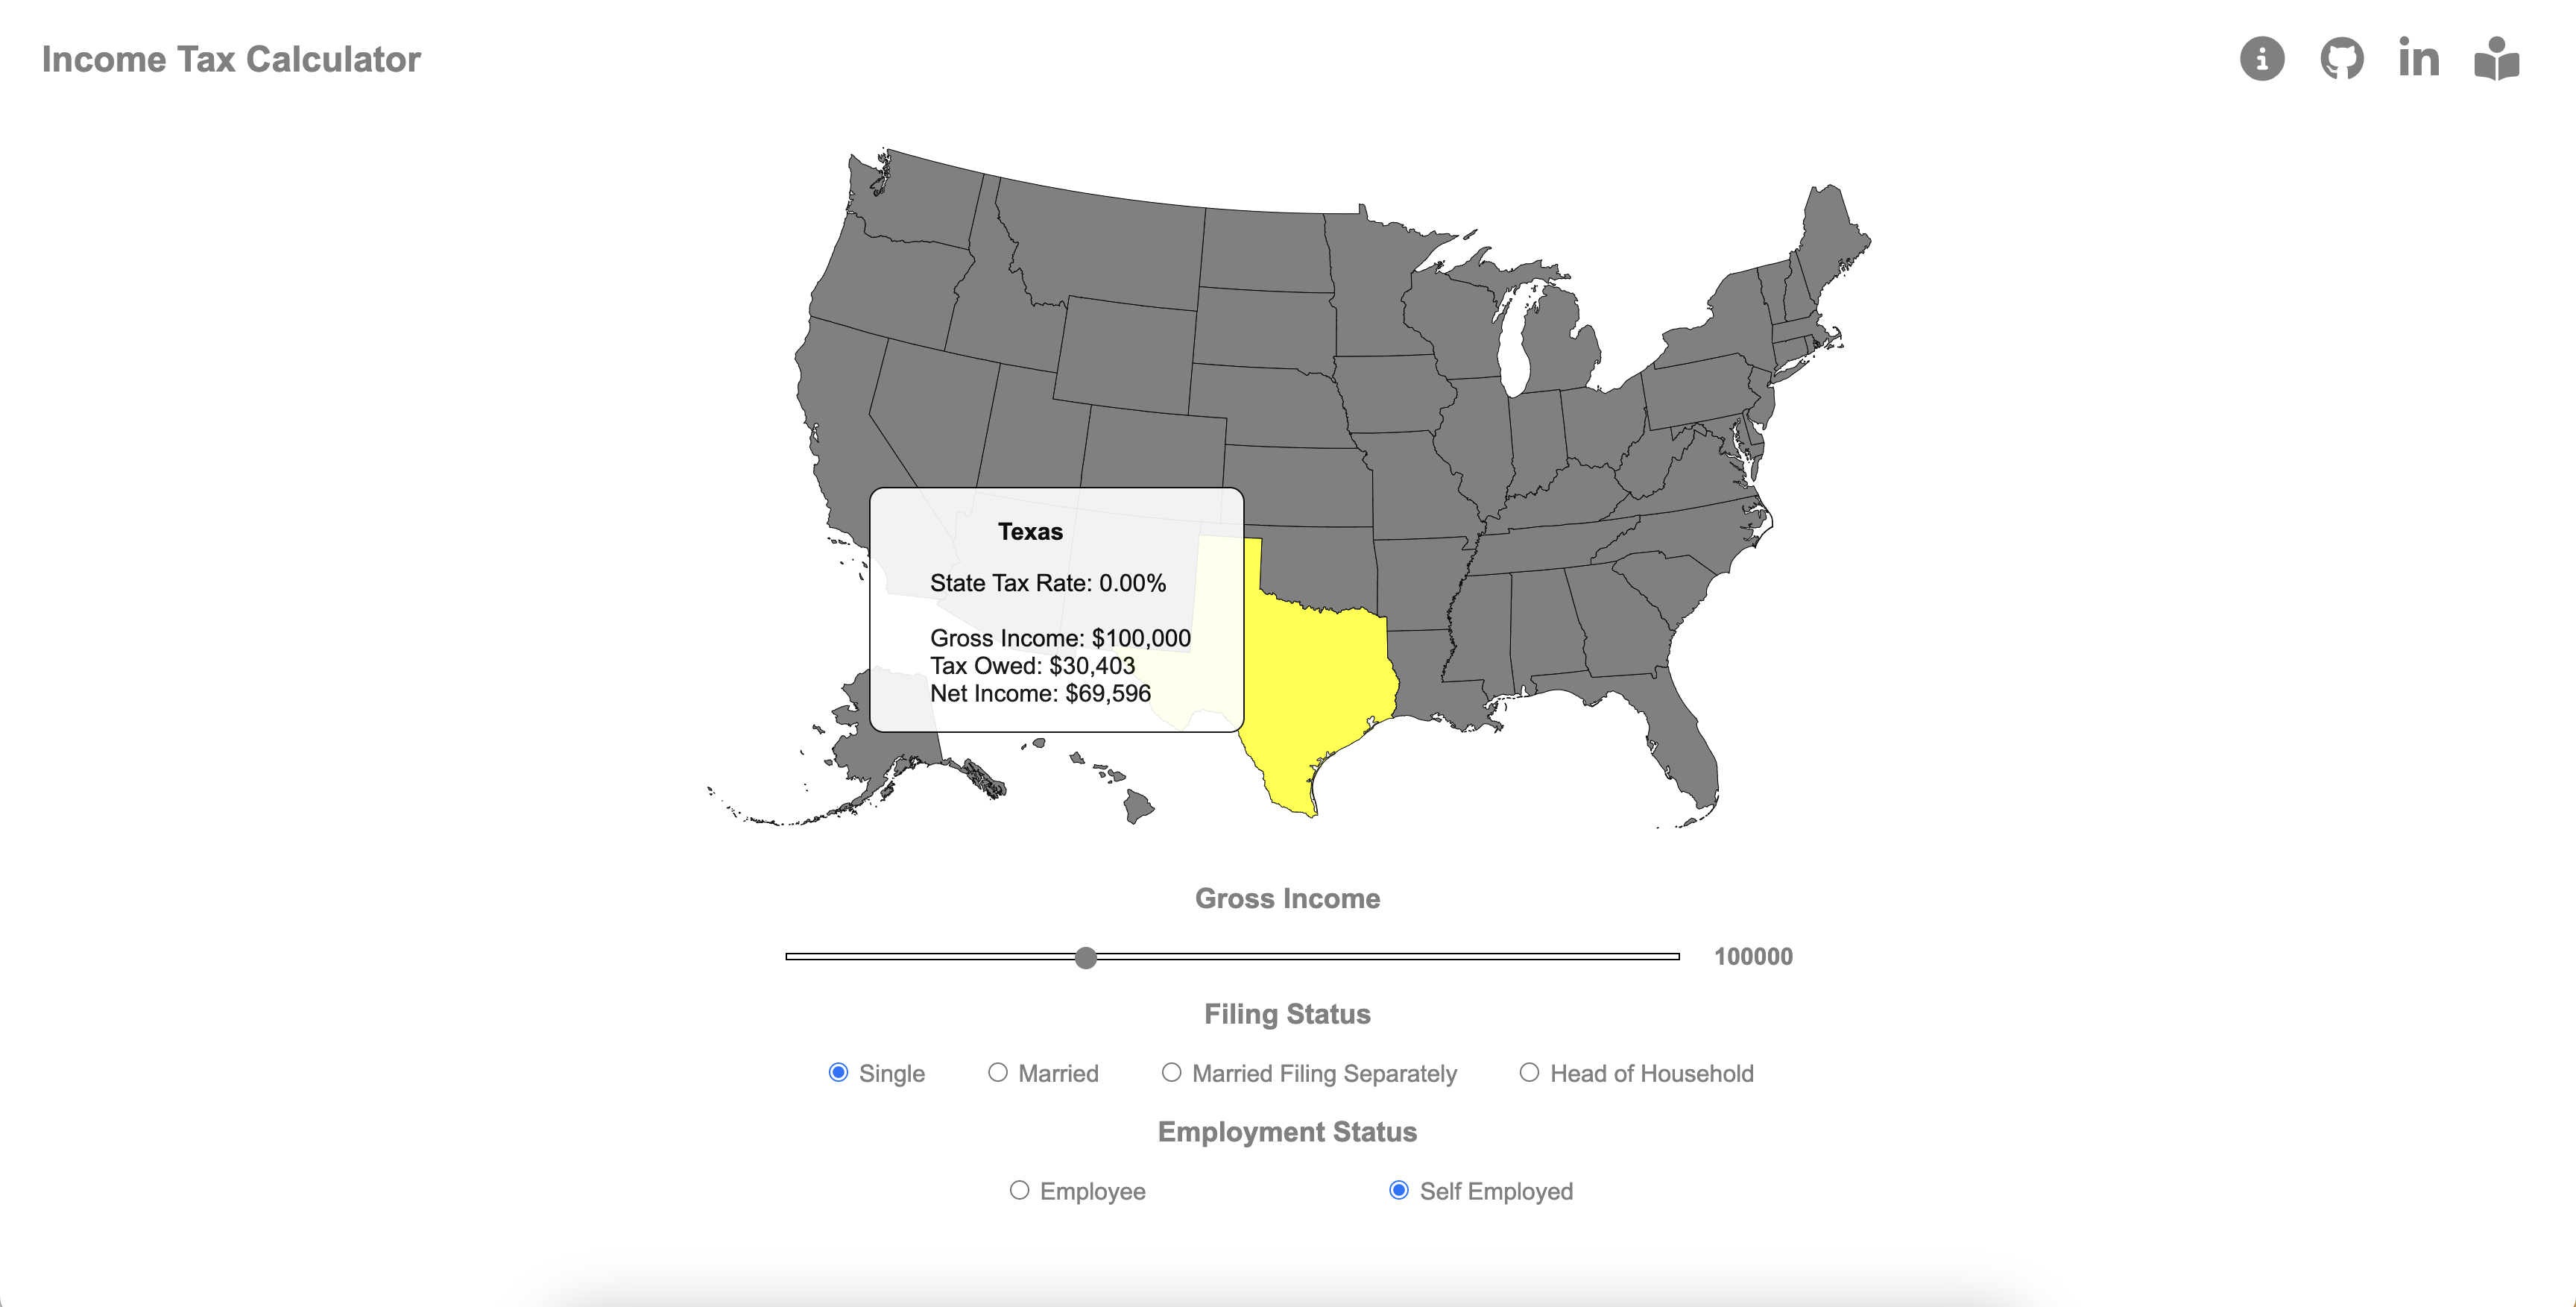 Income Tax Calculator
Texas
State Tax Rate: 0.00%
Gross Income: $100,000
Tax Owed: $30,403
Net Income: $69,596
Gross Income
100000
Filing Status
Single Married Married Filing Separately Head of Household
Employment Status
Employee Self Employed